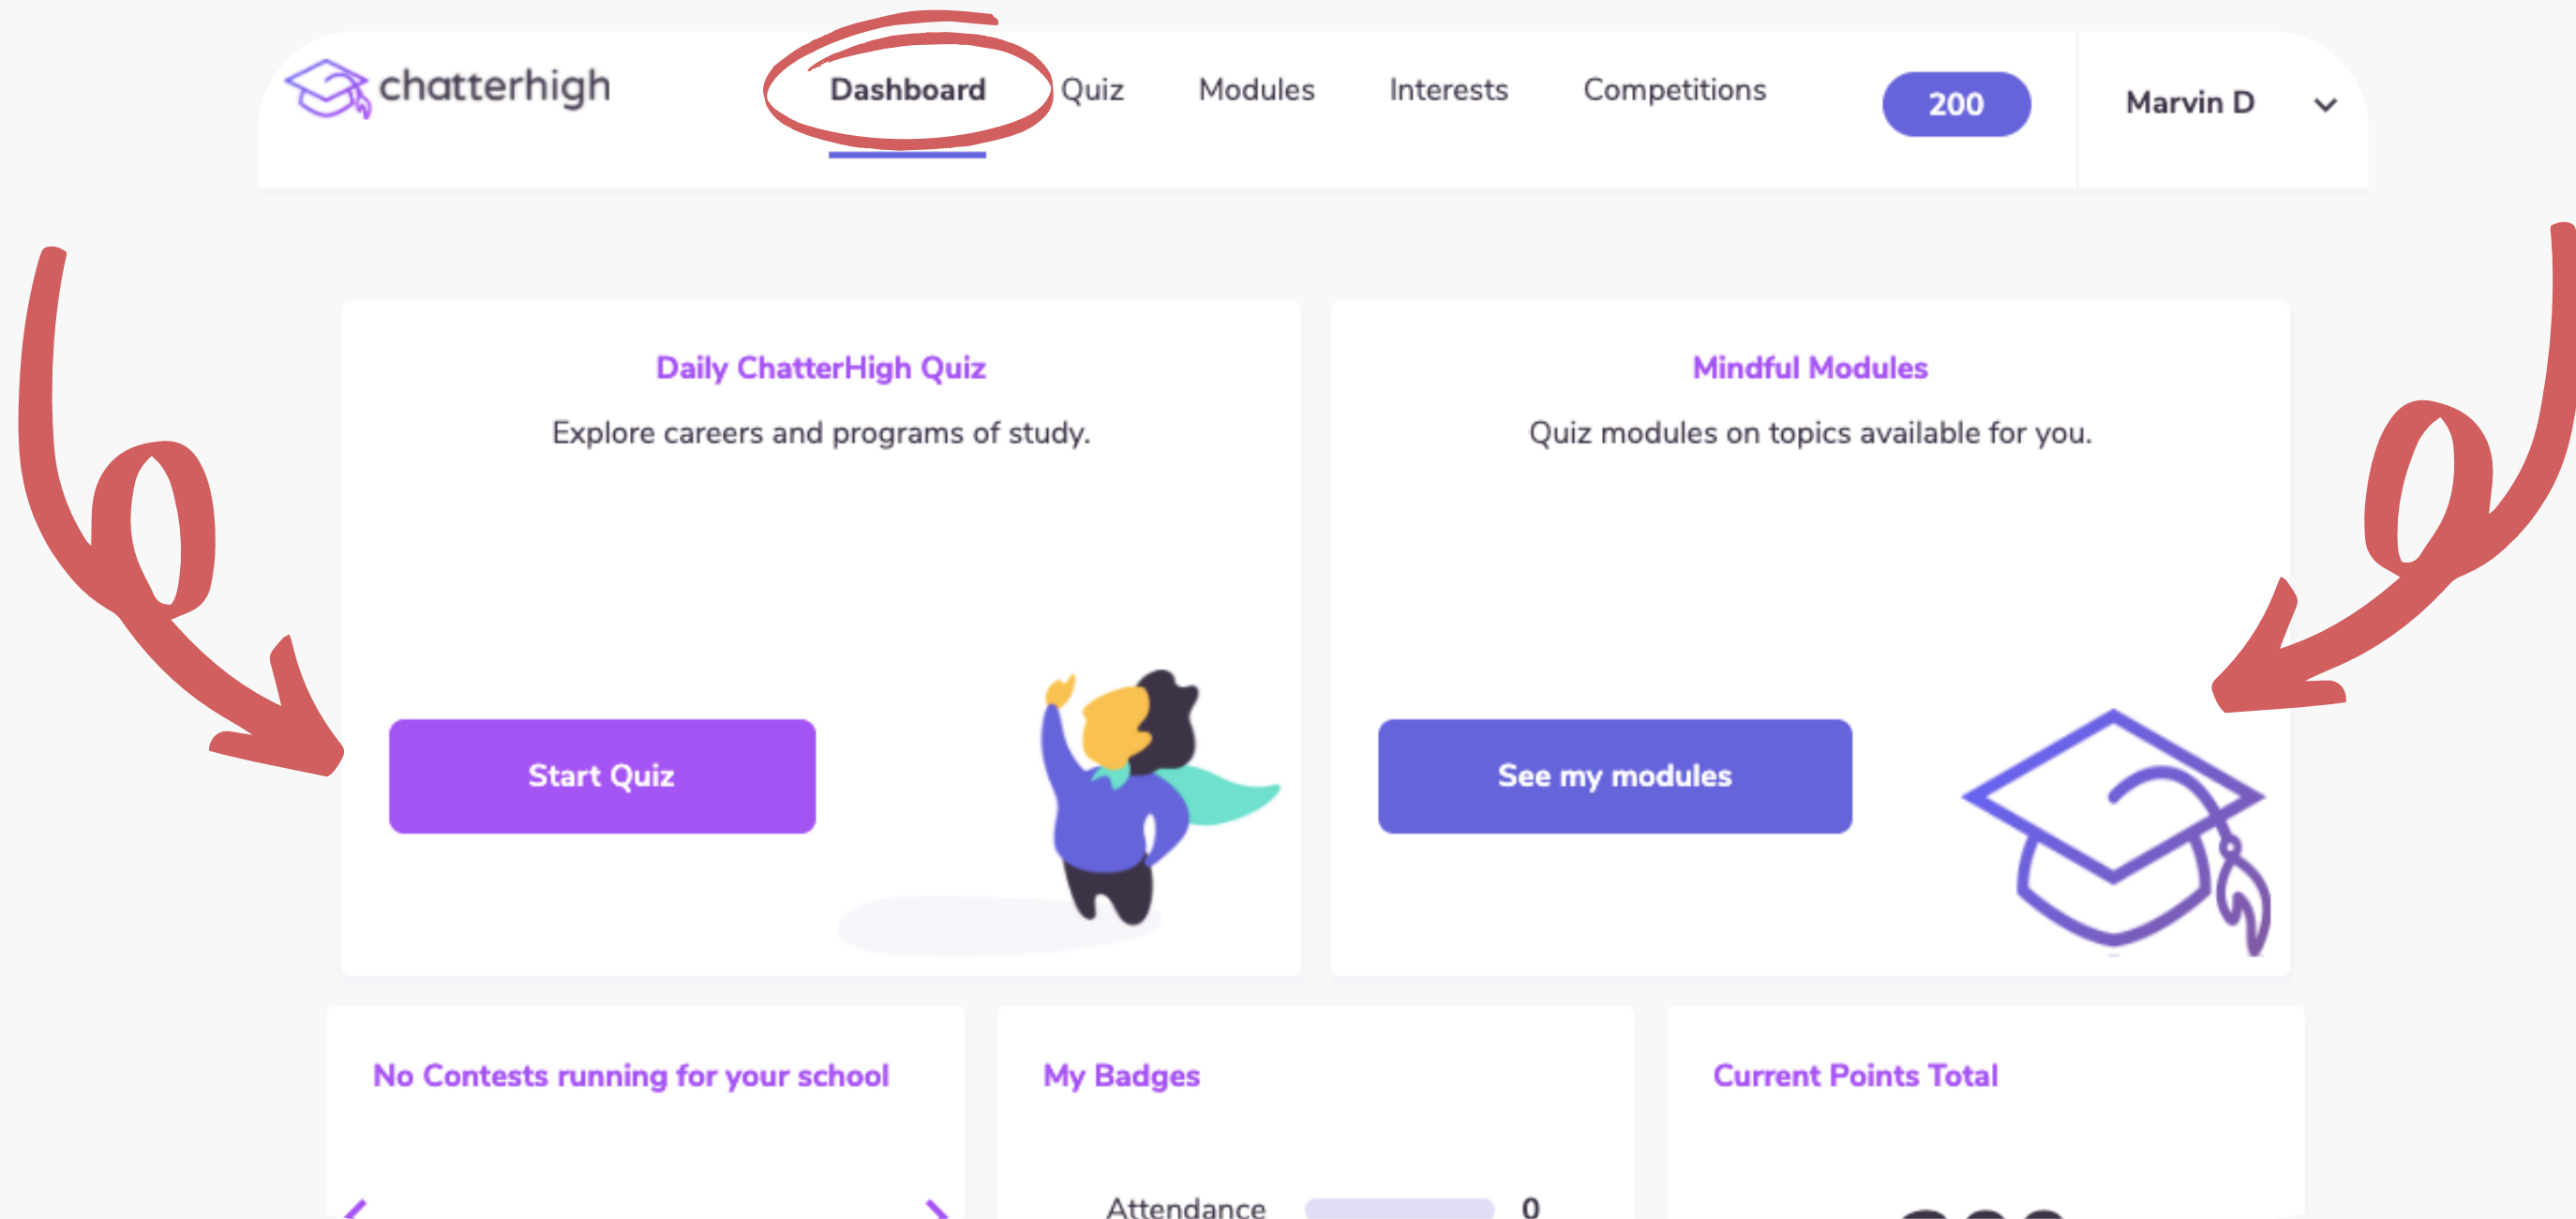 chatterhigh
Dashboard
Quiz
Modules
Interests
Competitions
200
Marvin D
Daily ChatterHigh Quiz
Explore careers and programs of study.
Start Quiz
Mindful Modules
Quiz modules on topics available for you.
See my modules
No Contests running for your school
My Badges
Attendance
0
Current Points Total